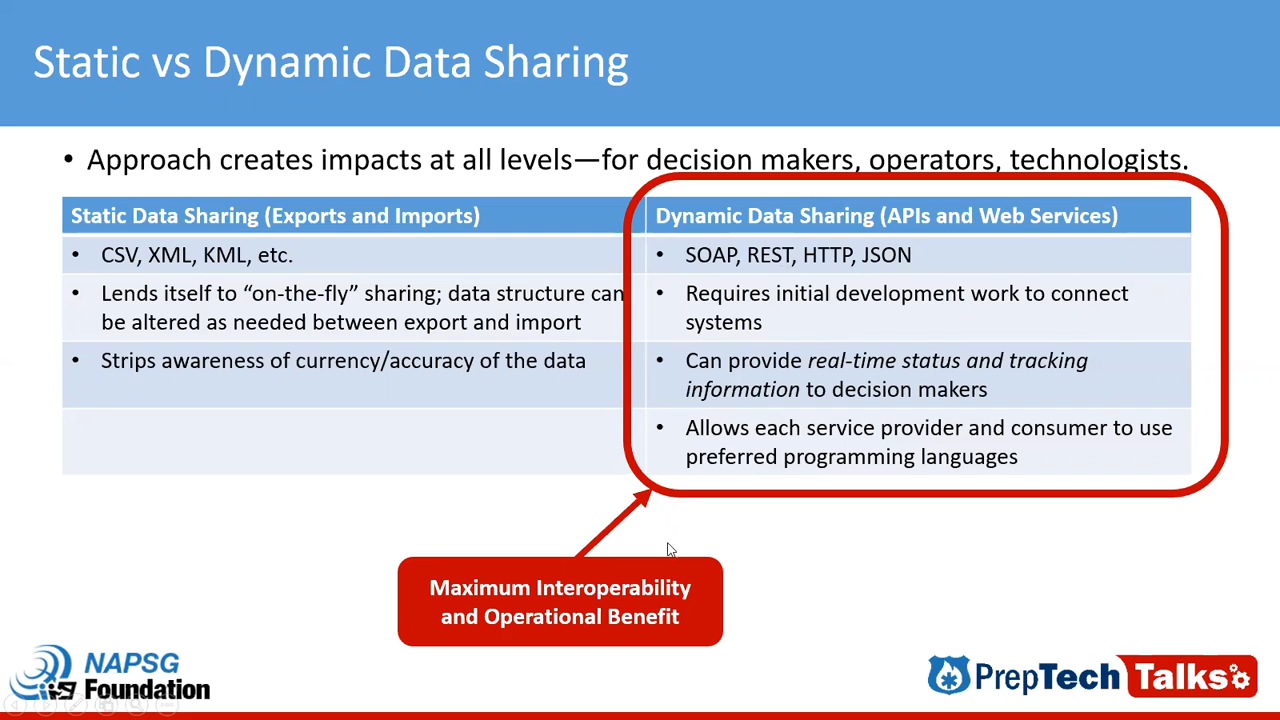 Static vs Dynamic Data Sharing
• Approach creates impacts at all levels—for decision makers, operators, technologists.
Static Data Sharing (Exports and Imports)
• CSV, XML, KML, etc.
• Lends itself to “on-the-fly” sharing; data structure can
be altered as needed between export and import
• Strips awareness of currency/accuracy of the data
Dynamic Data Sharing (APIs and Web Services)
• SOAP, REST, HTTP, JSON
• Requires initial development work to connect
systems
• Can provide real-time status and tracking
information to decision makers
• Allows each service provider and consumer to use
preferred programming languages
Maximum Interoperability
and Operational Benefit
NAPSG
Foundation
PrepTech Talks